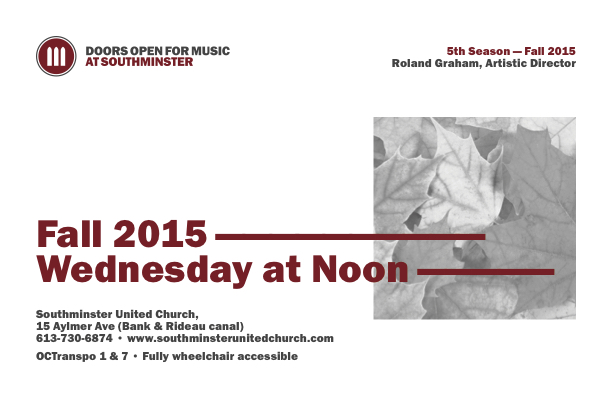 DOORS OPEN FOR MUSIC
AT SOUTHMINSTER
5th Season — Fall 2015
Roland Graham, Artistic Director
Fall 2015
Wednesday at Noon
Southminster United Church,
15 Aylmer Ave (Bank & Rideau canal)
613-730-6874 • www.southminsterunitedchurch.com
OCTranspo 1 & 7 • Fully wheelchair accessible